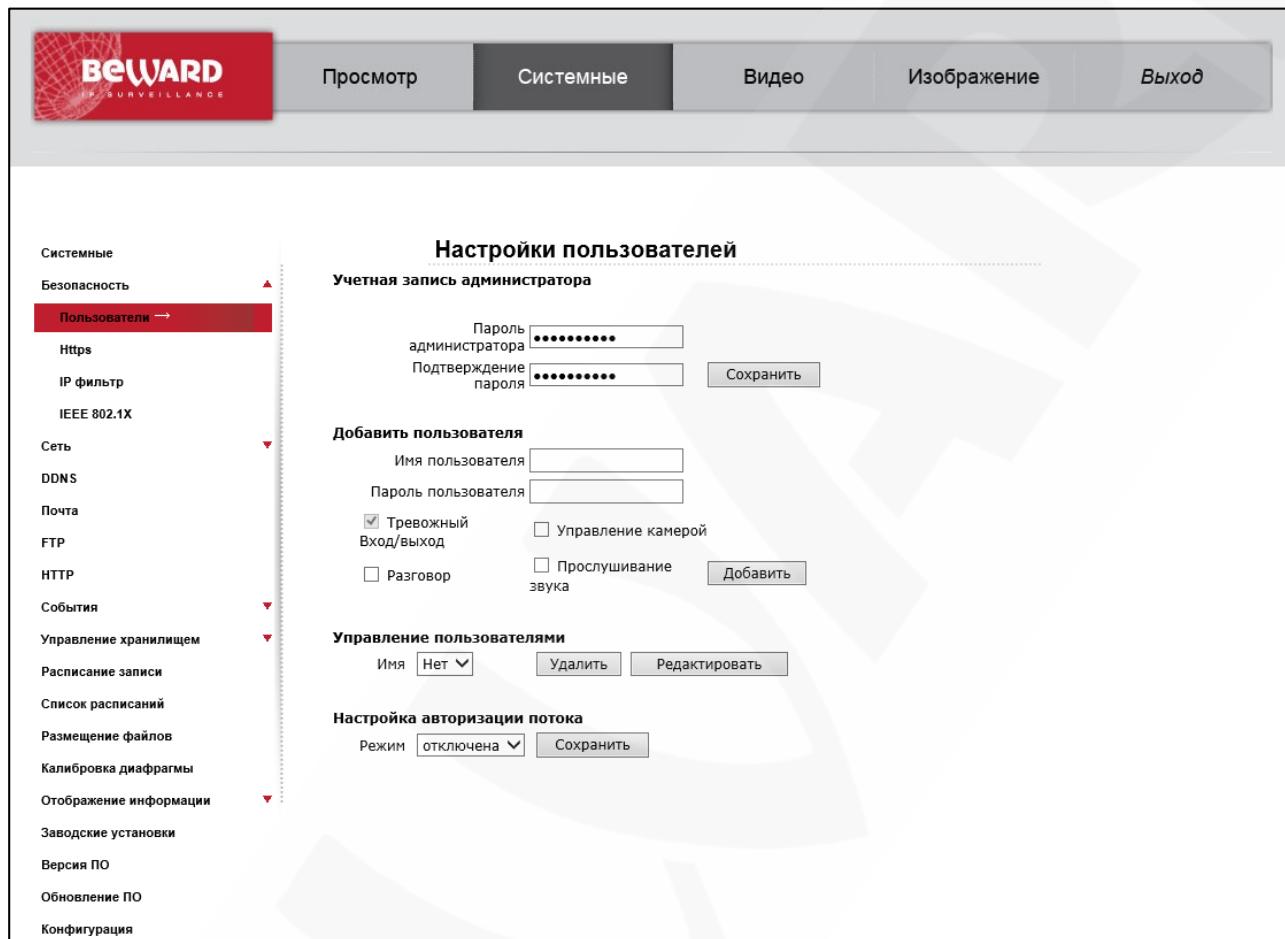 BEWARD
IP SURVEILLANCE
Просмотр
Системные
Видео
Изображение
Выход
Системные
Безопасность
Пользователи →
Https
IP фильтр
IEEE 802.1X
Сеть
DDNS
Почта
FTP
HTTP
События
Управление хранилищем
Расписание записи
Список расписаний
Размещение файлов
Калибровка диафрагмы
Отображение информации
Заводские установки
Версия ПО
Обновление ПО
Конфигурация
Настройки пользователей
Учетная запись администратора
Пароль
администратора ••••••••••
Подтверждение
пароля ••••••••••
Сохранить
Добавить пользователя
Имя пользователя
Пароль пользователя
Тревожный
Вход/выход
Управление камерой
Разговор
Прослушивание
звука
Добавить
Управление пользователями
Имя Нет Удалить Редактировать
Настройка авторизации потока
Режим отключена Сохранить